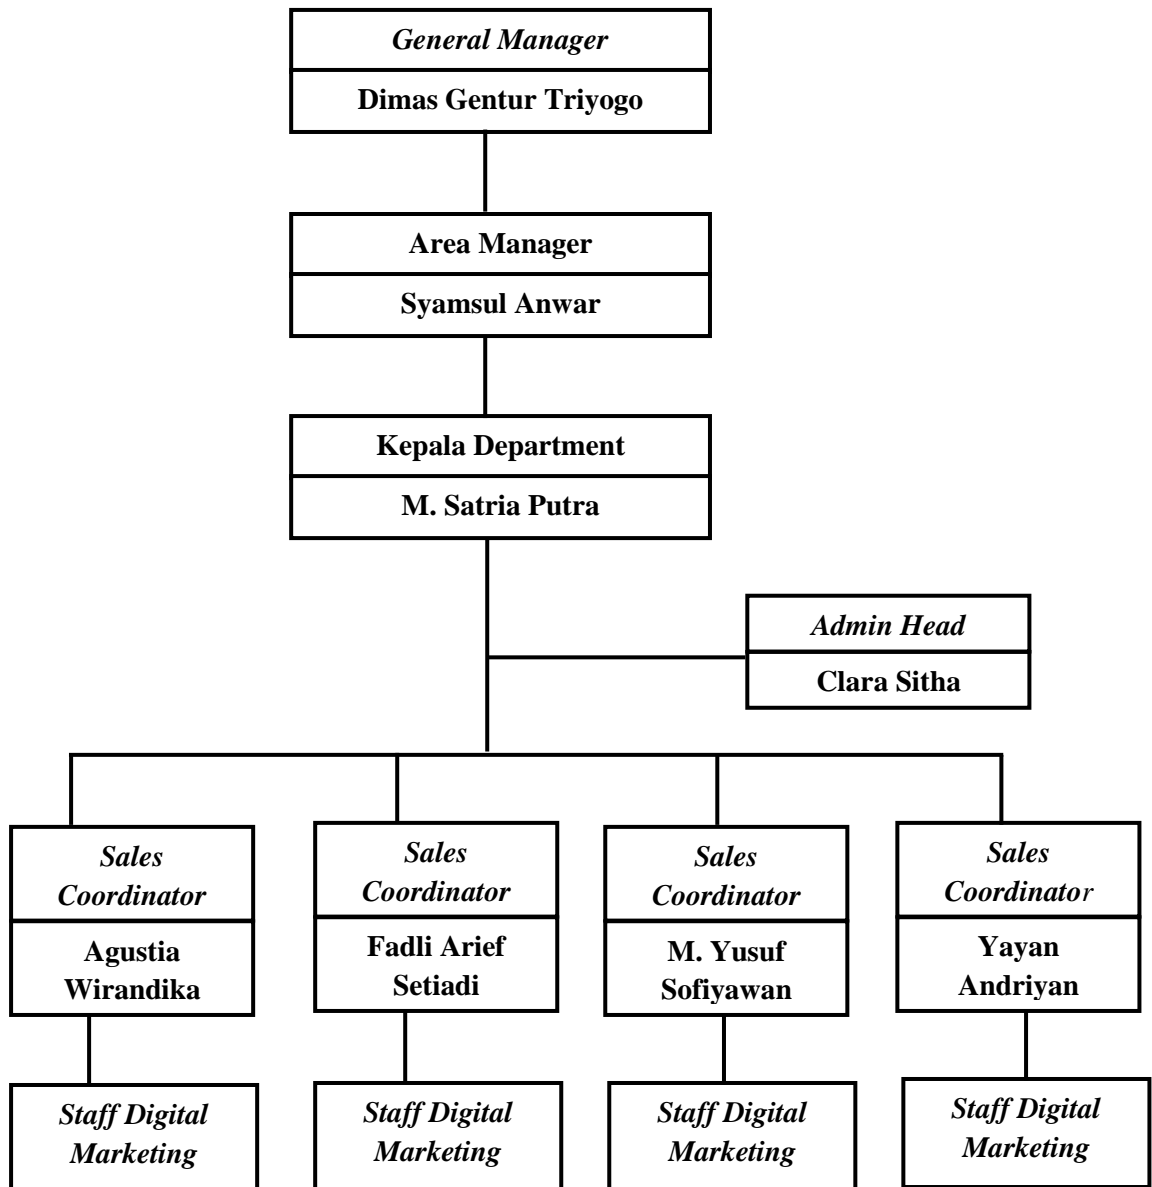 General Manager
Dimas Gentur Triyogo
Area Manager
Syamsul Anwar
Kepala Department
M. Satria Putra
Admin Head
Clara Sitha
Sales
Coordinator
Agustia
Wirandika
Sales
Coordinator
Fadli Arief
Setiadi
Sales
Coordinator
M. Yusuf
Sofiyawan
Sales
Coordinator
Yayan
Andriyan
Staff Digital
Marketing
Staff Digital
Marketing
Staff Digital
Marketing
Staff Digital
Marketing